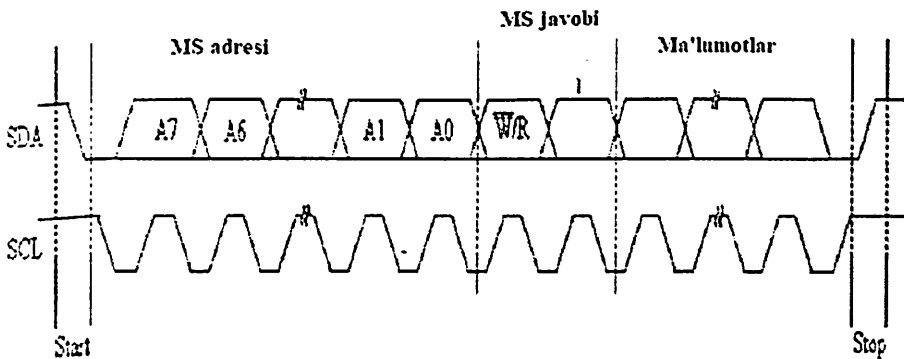 MS javobi
MS adresi
Ma'lumotlar
SDA
A7
A6
A1
A0
W̅/R
SCL
Start
Stop